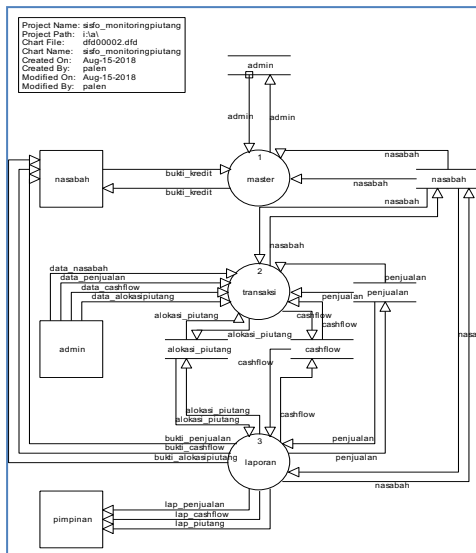 Project Name: sisfo_monitoringpiutang
Project Path: i:\a\
Chart File: dfd00002.dfd
Chart Name: sisfo_monitoringpiutang
Created On: Aug-15-2018
Created By: palen
Modified On: Aug-15-2018
Modified By: palen
admin
admin
admin
nasabah
bukti_kredit
bukti_kredit
1
master
nasabah
nasabah
nasabah
nasabah
nasabah
data_nasabah
data_penjualan
data_cashflow
data_alokasipiutang
admin
2
transaksi
penjualan
penjualan
penjualan
penjualan
alokasi_piutang
alokasi_piutang
alokasi_piutang
cashflow
cashflow
cashflow
alokasi_piutang
alokasi_piutang
cashflow
cashflow
bukti_penjualan
bukti_cashflow
bukti_alokasipiutang
3
laporan
penjualan
penjualan
nasabah
nasabah
pimpinan
lap_penjualan
lap_cashflow
lap_piutang